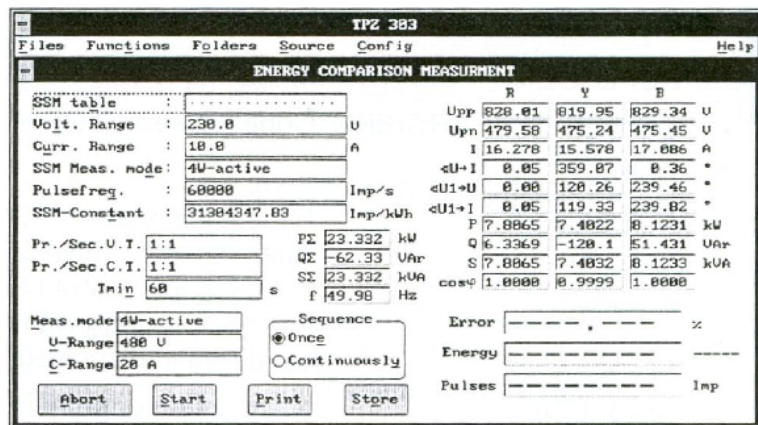 TPZ 303
Files Functions Folders Source Config Help
ENERGY COMPARISON MEASURMENT
SSM table : ................
Volt. Range : 230.0 U
Curr. Range : 10.0 A
SSM Meas. mode: 4W-active
Pulsefreq. : 60000 Imp/s
SSM-Constant : 31304347.83 Imp/kWh
R Y B
Upp 828.01 819.95 829.34 U
Upn 479.58 475.24 475.45 U
I 16.278 15.578 17.086 A
<U→I 0.05 359.07 0.36 °
<U1→U 0.00 120.26 239.46 °
<U1→I 0.05 119.33 239.82 °
P 7.8065 7.4022 8.1231 kW
Q 6.3369 -120.1 51.431 UAr
S 7.8065 7.4032 8.1233 kUA
cosφ 1.0000 0.9999 1.0000
Pr./Sec.V.T. 1:1
Pr./Sec.C.T. 1:1
Tmin 60 s
PΣ 23.332 kW
QΣ -62.33 UAr
SΣ 23.332 kUA
f 49.98 Hz
Meas.mode 4W-active
U-Range 480 U
C-Range 20 A
Sequence
Once
Continuously
Error ----.--- %
Energy ------- -----
Pulses ------- Imp
Abort Start Print Store